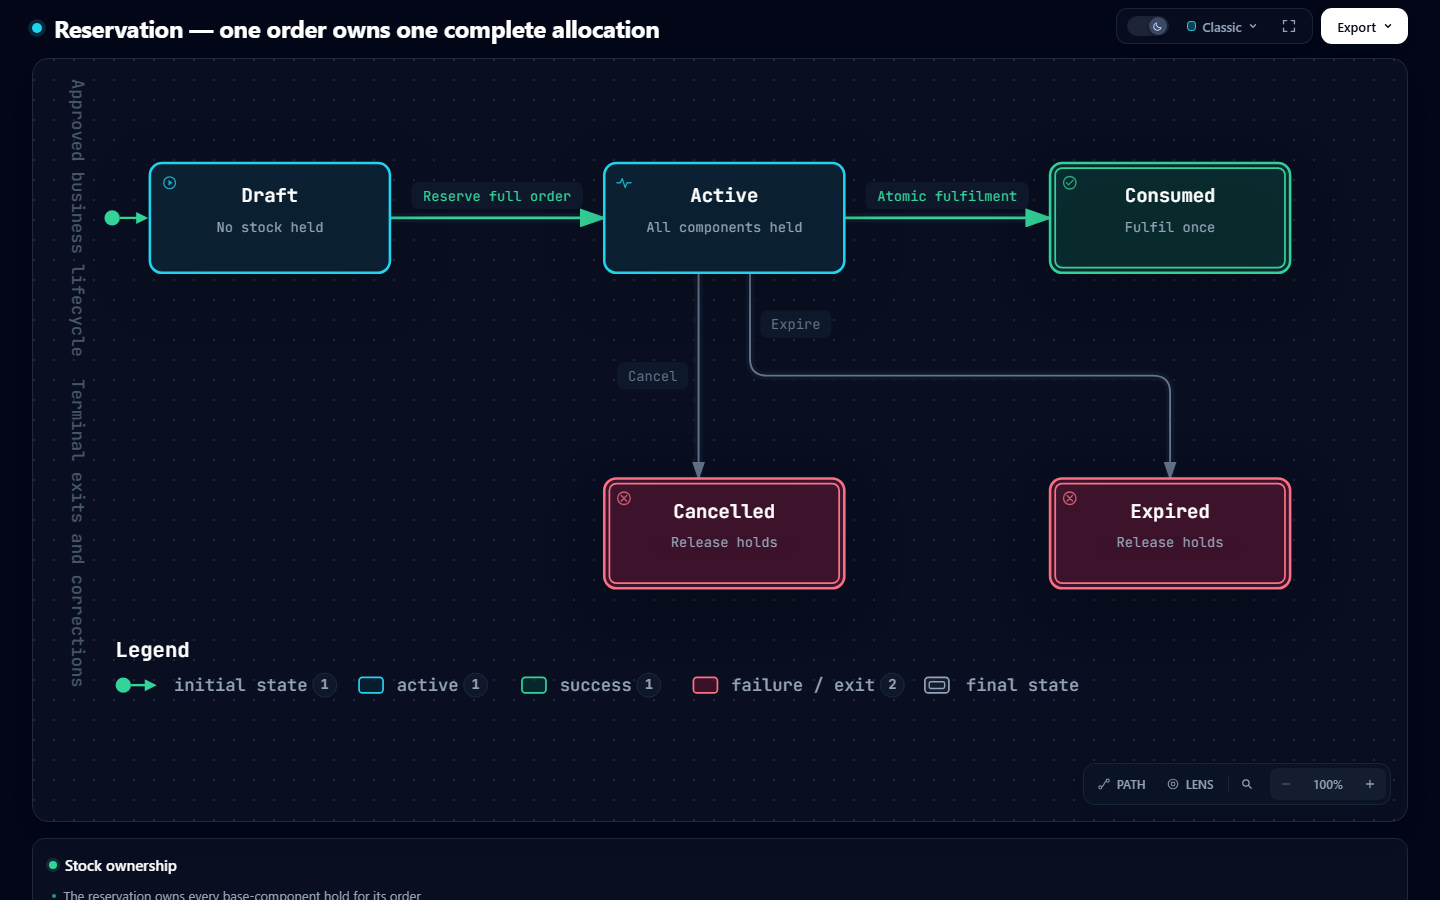 Reservation — one order owns one complete allocation
Classic
Export
Approved business lifecycle
Terminal exits and corrections
Draft
No stock held
Reserve full order
Active
All components held
Atomic fulfilment
Consumed
Fulfil once
Expire
Cancel
Cancelled
Release holds
Expired
Release holds
Legend
initial state 1
active 1
success 1
failure / exit 2
final state
PATH
LENS
− 100% +
Stock ownership
• The reservation owns every base-component hold for its order